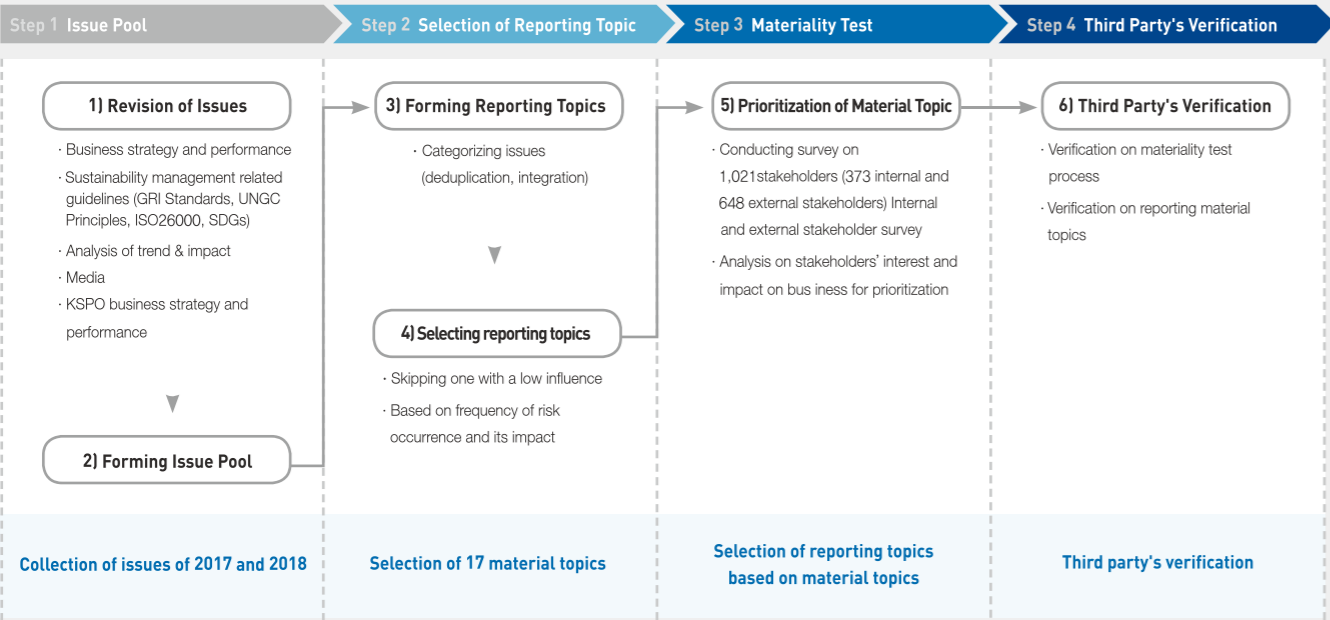 Step 1 Issue Pool
Step 2 Selection of Reporting Topic
Step 3 Materiality Test
Step 4 Third Party's Verification
1) Revision of Issues
· Business strategy and performance
· Sustainability management related
guidelines (GRI Standards, UNGC
Principles, ISO26000, SDGs)
· Analysis of trend & impact
· Media
· KSPO business strategy and
performance
2) Forming Issue Pool
Collection of issues of 2017 and 2018
3) Forming Reporting Topics
· Categorizing issues
(deduplication, integration)
4) Selecting reporting topics
· Skipping one with a low influence
· Based on frequency of risk
occurrence and its impact
Selection of 17 material topics
5) Prioritization of Material Topic
· Conducting survey on
1,021stakeholders (373 internal and
648 external stakeholders) Internal
and external stakeholder survey
· Analysis on stakeholders' interest and
impact on bus iness for prioritization
Selection of reporting topics
based on material topics
6) Third Party's Verification
· Verification on materiality test
process
· Verification on reporting material
topics
Third party's verification